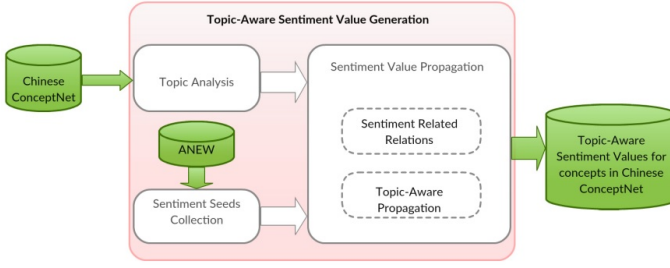 Topic-Aware Sentiment Value Generation
Chinese
ConceptNet
Topic Analysis
ANEW
Sentiment Seeds
Collection
Sentiment Value Propagation
Sentiment Related
Relations
Topic-Aware
Propagation
Topic-Aware
Sentiment Values for
concepts in Chinese
ConceptNet